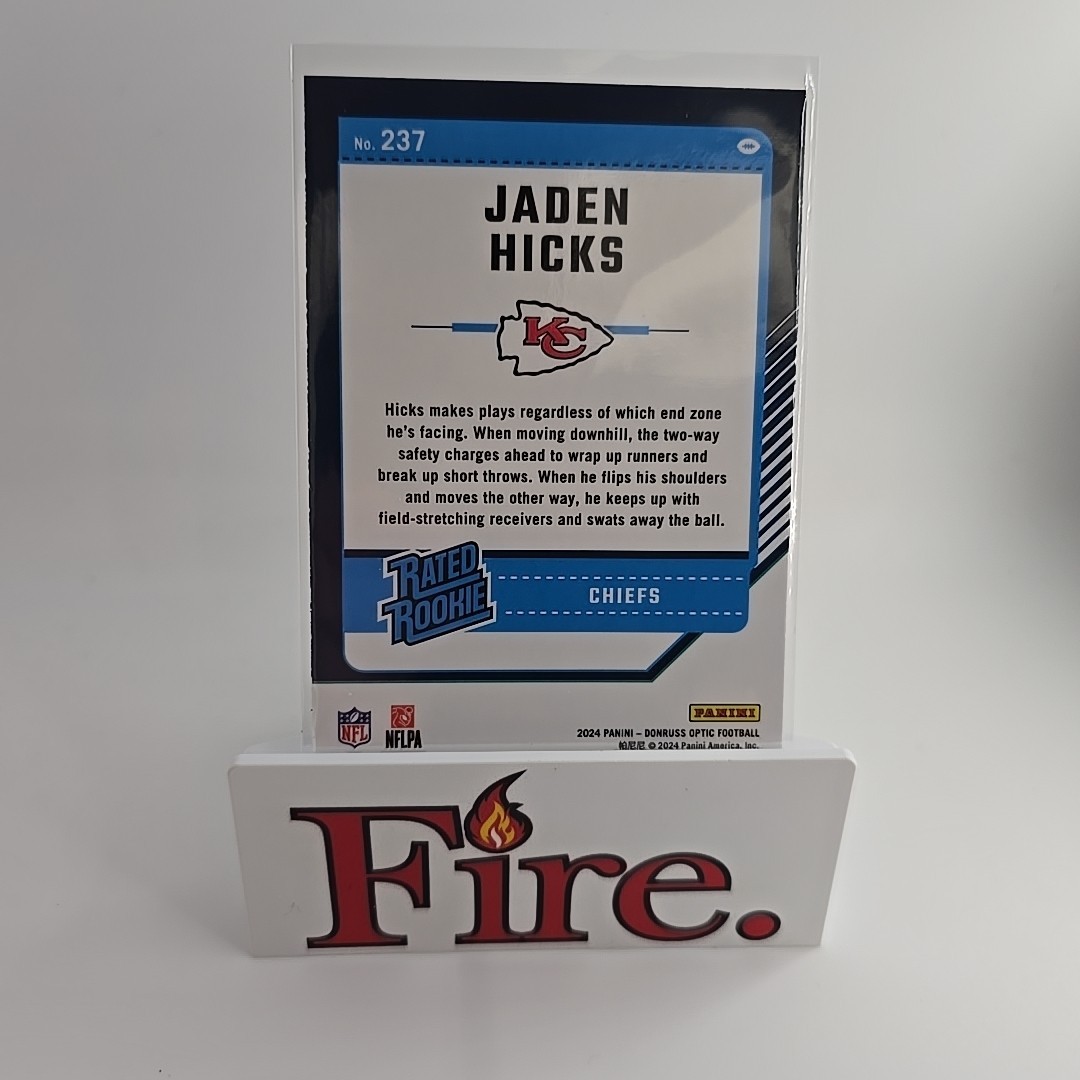 No. 237
JADEN
HICKS
KC
Hicks makes plays regardless of which end zone
he's facing. When moving downhill, the two-way
safety charges ahead to wrap up runners and
break up short throws. When he flips his shoulders
and moves the other way, he keeps up with
field-stretching receivers and swats away the ball.
RATED
ROOKIE
CHIEFS
NFL
NFLPA
PANINI
2024 PANINI – DONRUSS OPTIC FOOTBALL
帕尼尼 © 2024 Panini America, Inc.
Fire.